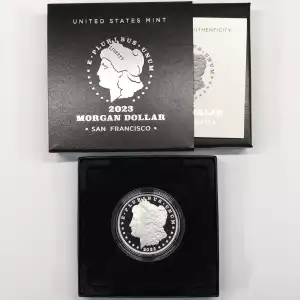 UNITED STATES MINT
E·PLURIBUS·UNUM
LIBERTY
2023
MORGAN DOLLAR
SAN FRANCISCO
AUTHENTICITY
E·PLURIBUS·UNUM
2023